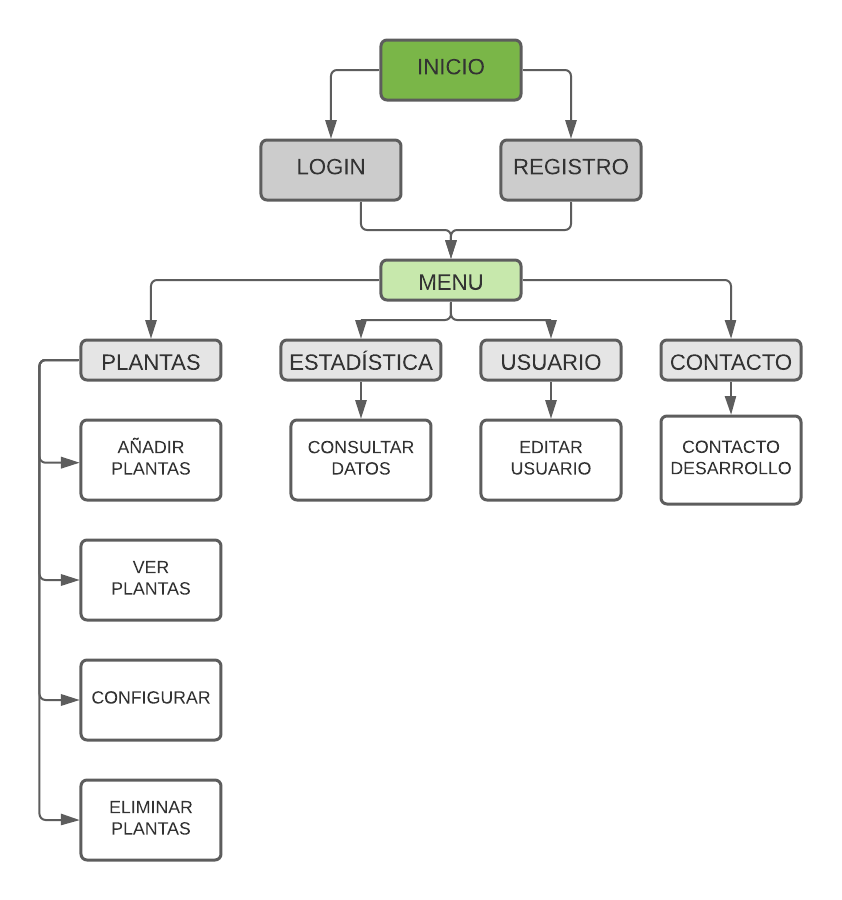 INICIO
LOGIN
REGISTRO
MENU
PLANTAS
ESTADÍSTICA
USUARIO
CONTACTO
AÑADIR
PLANTAS
CONSULTAR
DATOS
EDITAR
USUARIO
CONTACTO
DESARROLLO
VER
PLANTAS
CONFIGURAR
ELIMINAR
PLANTAS